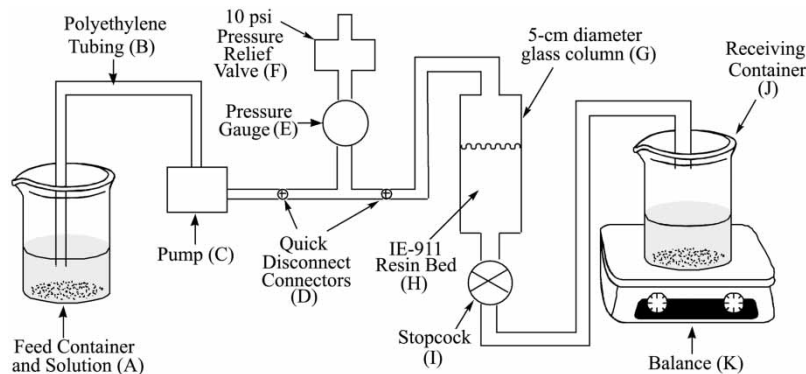 Polyethylene
Tubing (B)
10 psi
Pressure
Relief
Valve (F)
5-cm diameter
glass column (G)
Receiving
Container
(J)
Pressure
Gauge (E)
Pump (C)
Quick
Disconnect
Connectors
(D)
IE-911
Resin Bed
(H)
Stopcock
(I)
Feed Container
and Solution (A)
Balance (K)